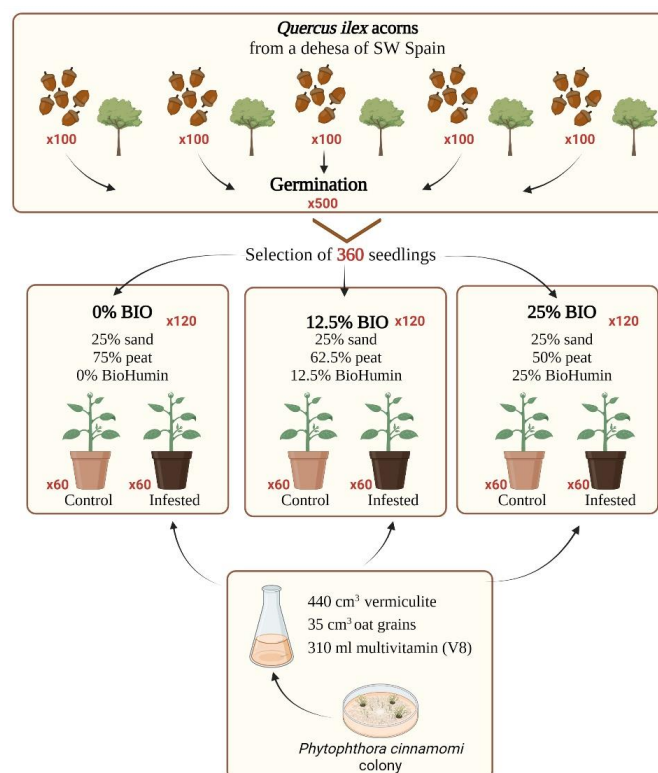 Quercus ilex acorns
from a dehesa of SW Spain
x100
x100
x100
x100
x100
Germination
x500
Selection of 360 seedlings
0% BIO
x120
25% sand
75% peat
0% BioHumin
x60
Control
x60
Infested
12.5% BIO
x120
25% sand
62.5% peat
12.5% BioHumin
x60
Control
x60
Infested
25% BIO
x120
25% sand
50% peat
25% BioHumin
x60
Control
x60
Infested
440 cm³ vermiculite
35 cm³ oat grains
310 ml multivitamin (V8)
Phytophthora cinnamomi
colony